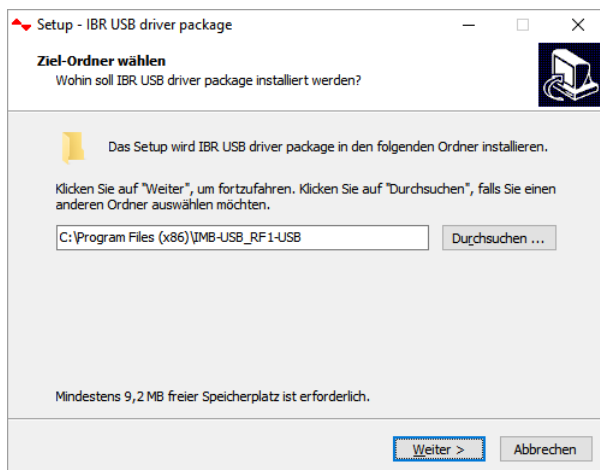 Setup - IBR USB driver package
Ziel-Ordner wählen
Wohin soll IBR USB driver package installiert werden?
Das Setup wird IBR USB driver package in den folgenden Ordner installieren.
Klicken Sie auf "Weiter", um fortzufahren. Klicken Sie auf "Durchsuchen", falls Sie einen
anderen Ordner auswählen möchten.
C:\Program Files (x86)\IMB-USB_RF1-USB
Durchsuchen ...
Mindestens 9,2 MB freier Speicherplatz ist erforderlich.
Weiter >
Abbrechen